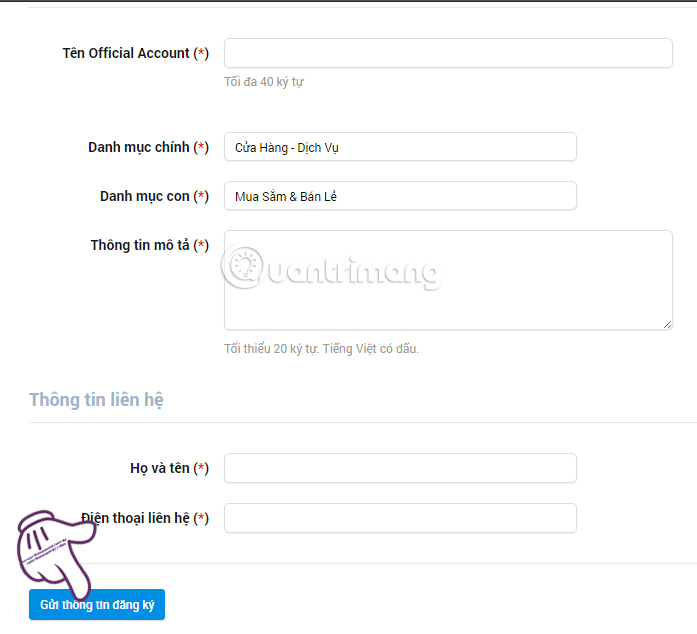 Tên Official Account (*)
Tối đa 40 ký tự
Danh mục chính (*) Cửa Hàng - Dịch Vụ
Danh mục con (*) Mua Sắm & Bán Lẻ
Thông tin mô tả (*)
Quantrimang
Tối thiểu 20 ký tự. Tiếng Việt có dấu.
Thông tin liên hệ
Họ và tên (*)
Điện thoại liên hệ (*)
Gửi thông tin đăng ký